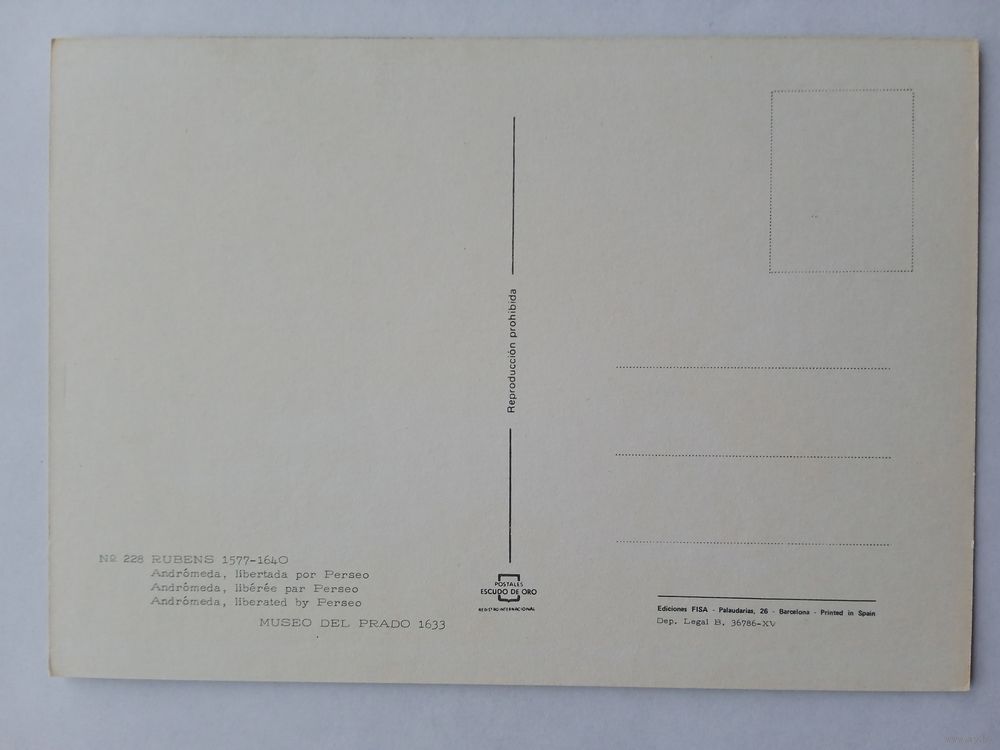 Nº 228 RUBENS 1577-1640
Andrómeda, libertada por Perseo
Andrómeda, libérée par Perseo
Andrómeda, liberated by Perseo
MUSEO DEL PRADO 1633
Reproducción prohibida
POSTALES
ESCUDO DE ORO
REGISTRO INTERNACIONAL
Ediciones FISA - Palaudarias, 26 - Barcelona - Printed in Spain
Dep. Legal B. 36786-XV